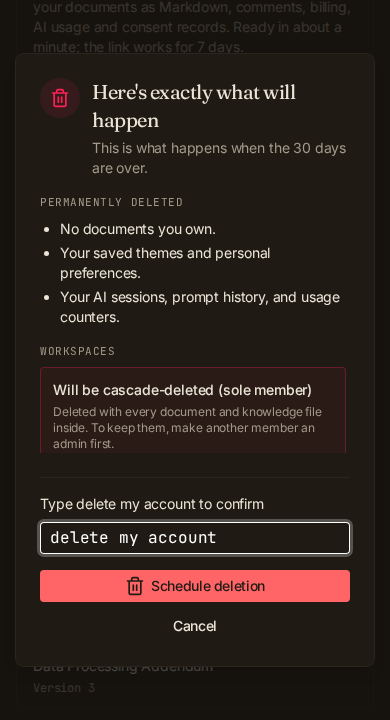 your documents as Markdown, comments, billing,
AI usage and consent records. Ready in about a
minute; the link works for 7 days.
Here's exactly what will
happen
This is what happens when the 30 days
are over.
PERMANENTLY DELETED
• No documents you own.
• Your saved themes and personal
preferences.
• Your AI sessions, prompt history, and usage
counters.
WORKSPACES
Will be cascade-deleted (sole member)
Deleted with every document and knowledge file
inside. To keep them, make another member an
admin first.
Type delete my account to confirm
delete my account
Schedule deletion
Cancel
Data Processing Addendum
Version 3